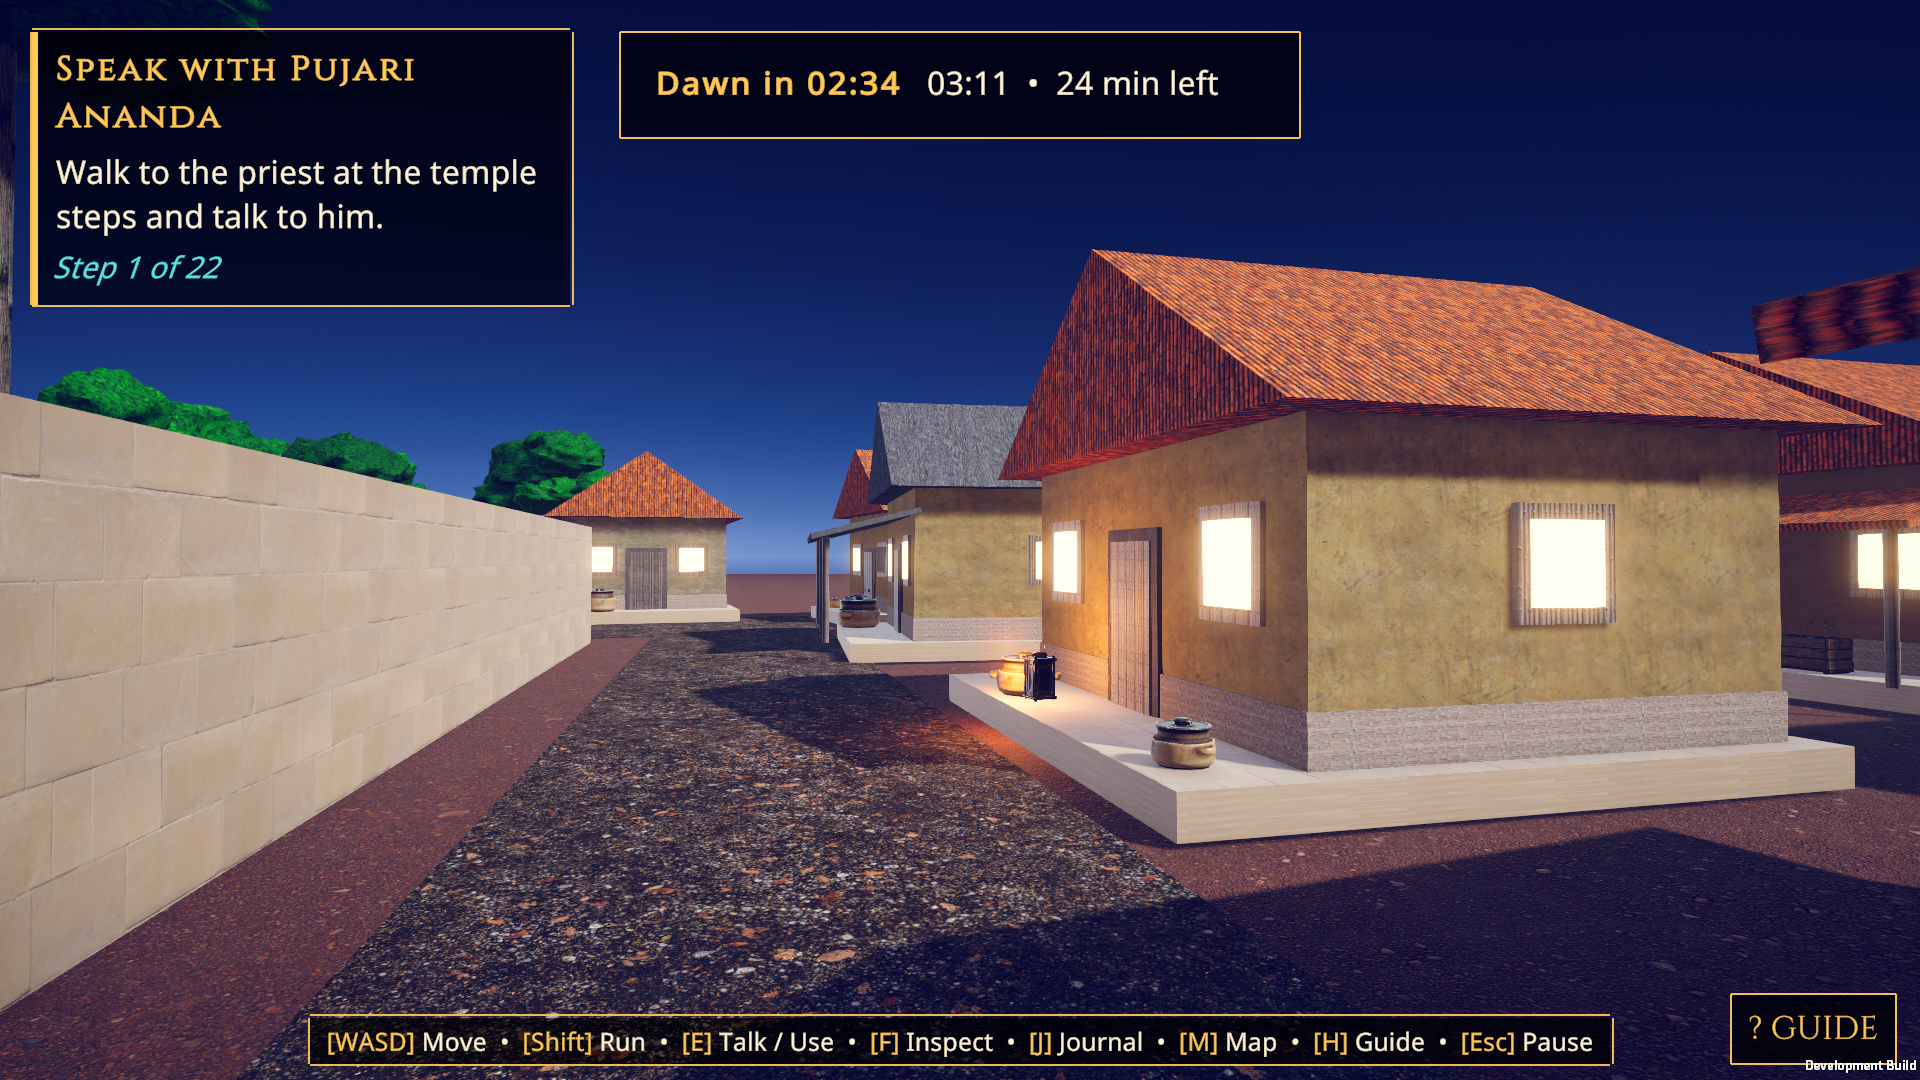 Speak with Pujari
Ananda
Walk to the priest at the temple
steps and talk to him.
Step 1 of 22
Dawn in 02:34 03:11 • 24 min left
[WASD] Move • [Shift] Run • [E] Talk / Use • [F] Inspect • [J] Journal • [M] Map • [H] Guide • [Esc] Pause
? GUIDE
Development Build